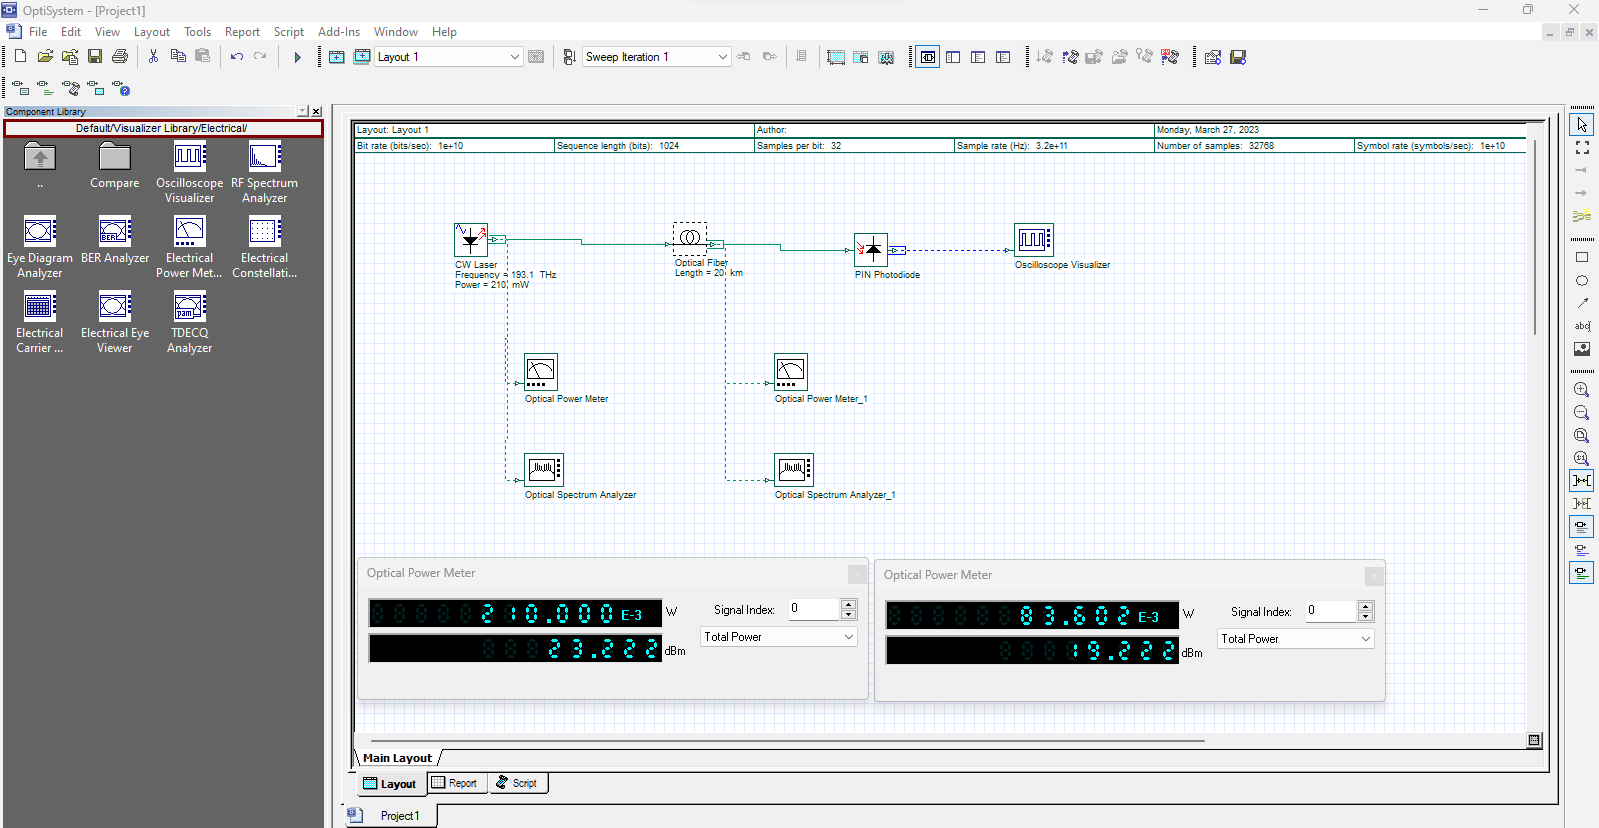 OptiSystem - [Project1]
File Edit View Layout Tools Report Script Add-Ins Window Help
Layout 1
Sweep Iteration 1
Component Library
Default/Visualizer Library/Electrical/
..
Compare
Oscilloscope Visualizer
RF Spectrum Analyzer
Eye Diagram Analyzer
BER
BER Analyzer
Electrical Power Met...
Electrical Constellati...
Electrical Carrier ...
Electrical Eye Viewer
pam
TDECQ Analyzer
Layout: Layout 1
Author:
Monday, March 27, 2023
Bit rate (bits/sec): 1e+10
Sequence length (bits): 1024
Samples per bit: 32
Sample rate (Hz): 3.2e+11
Number of samples: 32768
Symbol rate (symbols/sec): 1e+10
CW Laser
Frequency = 193.1 THz
Power = 210 mW
Optical Fiber
Length = 20 km
PIN Photodiode
Oscilloscope Visualizer
Optical Power Meter
Optical Power Meter_1
Optical Spectrum Analyzer
Optical Spectrum Analyzer_1
Optical Power Meter
210.000 E-3 W
Signal Index: 0
23.222 dBm
Total Power
Optical Power Meter
83.602 E-3 W
Signal Index: 0
19.222 dBm
Total Power
abc
1:1
Main Layout
Layout
Report
Script
Project1